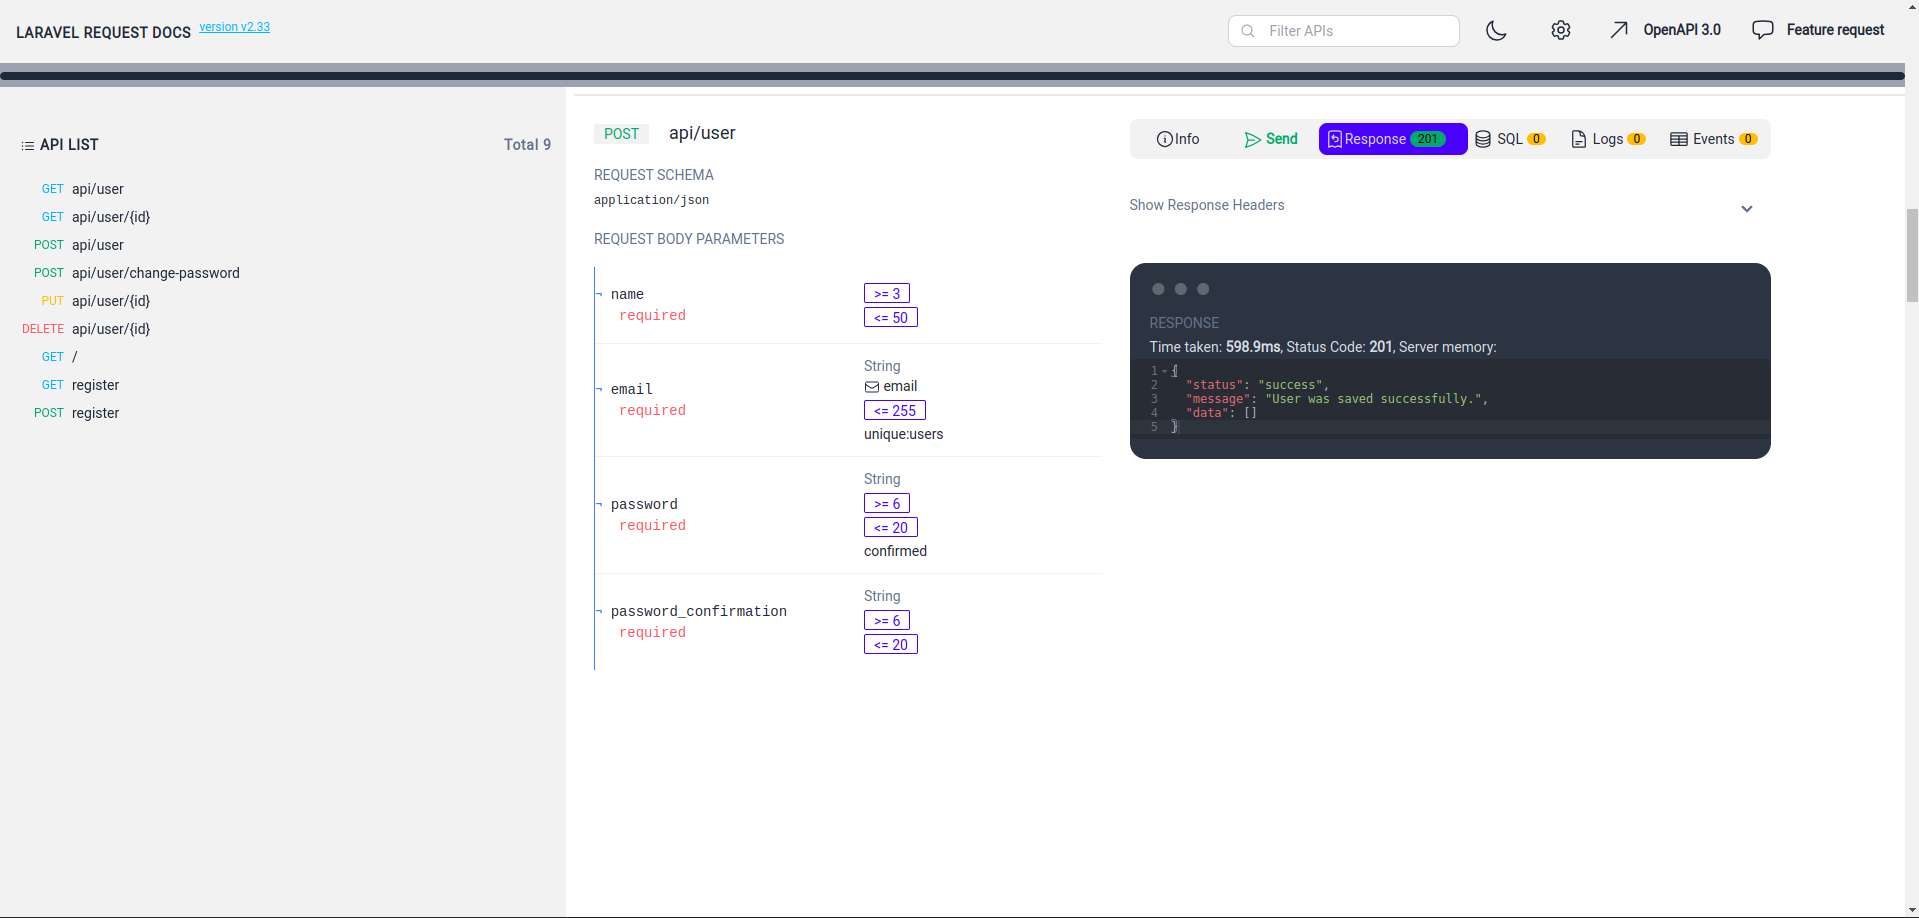 LARAVEL REQUEST DOCS version v2.33
Filter APIs
OpenAPI 3.0
Feature request
API LIST
Total 9
GET api/user
GET api/user/{id}
POST api/user
POST api/user/change-password
PUT api/user/{id}
DELETE api/user/{id}
GET /
GET register
POST register
POST api/user
REQUEST SCHEMA
application/json
REQUEST BODY PARAMETERS
¬ name
required
>= 3
<= 50
¬ email
required
String
email
<= 255
unique:users
¬ password
required
String
>= 6
<= 20
confirmed
¬ password_confirmation
required
String
>= 6
<= 20
Info
Send
Response 201
SQL 0
Logs 0
Events 0
Show Response Headers
RESPONSE
Time taken: 598.9ms, Status Code: 201, Server memory:
1 {
2 "status": "success",
3 "message": "User was saved successfully.",
4 "data": []
5 }